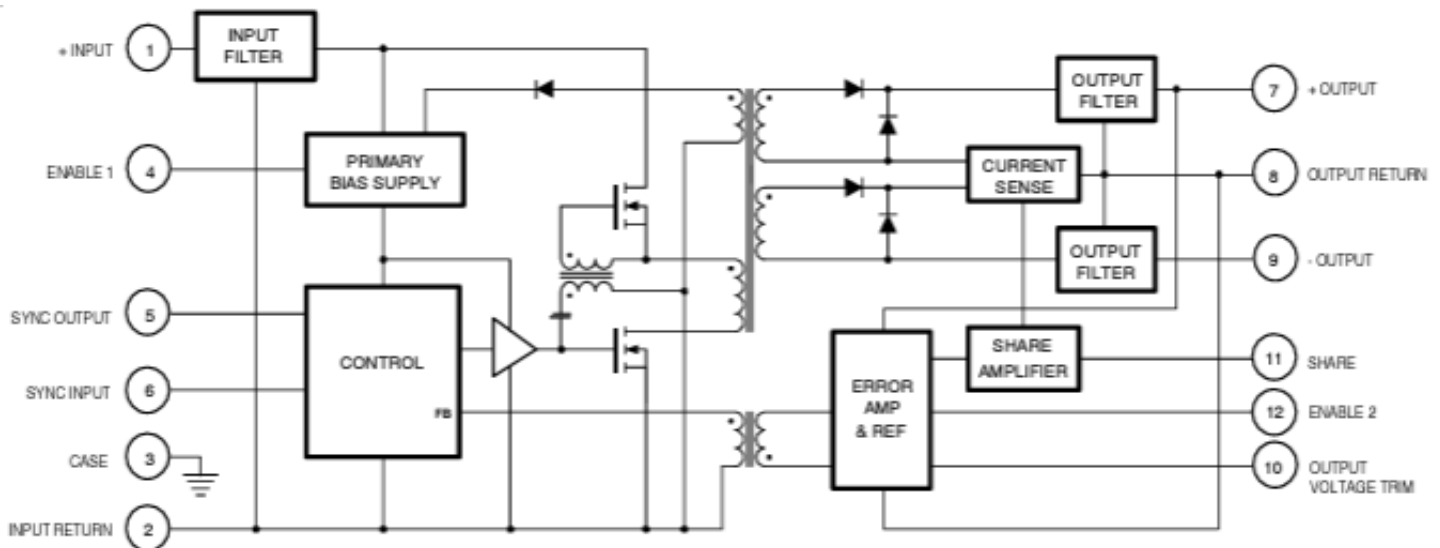 + INPUT
1
INPUT
FILTER
OUTPUT
FILTER
7
+ OUTPUT
ENABLE 1
4
PRIMARY
BIAS SUPPLY
CURRENT
SENSE
8
OUTPUT RETURN
OUTPUT
FILTER
9
- OUTPUT
SYNC OUTPUT
5
CONTROL
SYNC INPUT
6
FB
ERROR
AMP
& REF
SHARE
AMPLIFIER
11
SHARE
12
ENABLE 2
CASE
3
10
OUTPUT
VOLTAGE TRIM
INPUT RETURN
2